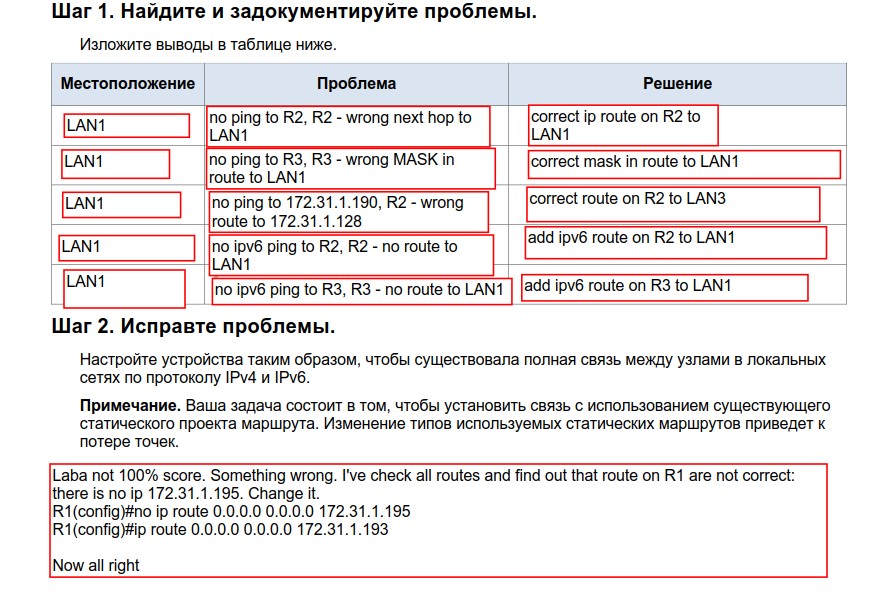 Шаг 1. Найдите и задокументируйте проблемы.
Изложите выводы в таблице ниже.
Местоположение Проблема Решение
LAN1
no ping to R2, R2 - wrong next hop to
LAN1
correct ip route on R2 to
LAN1
LAN1
no ping to R3, R3 - wrong MASK in
route to LAN1
correct mask in route to LAN1
LAN1
no ping to 172.31.1.190, R2 - wrong
route to 172.31.1.128
correct route on R2 to LAN3
LAN1
no ipv6 ping to R2, R2 - no route to
LAN1
add ipv6 route on R2 to LAN1
LAN1
no ipv6 ping to R3, R3 - no route to LAN1
add ipv6 route on R3 to LAN1
Шаг 2. Исправте проблемы.
Настройте устройства таким образом, чтобы существовала полная связь между узлами в локальных
сетях по протоколу IPv4 и IPv6.
Примечание. Ваша задача состоит в том, чтобы установить связь с использованием существующего
статического проекта маршрута. Изменение типов используемых статических маршрутов приведет к
потере точек.
Laba not 100% score. Something wrong. I've check all routes and find out that route on R1 are not correct:
there is no ip 172.31.1.195. Change it.
R1(config)#no ip route 0.0.0.0 0.0.0.0 172.31.1.195
R1(config)#ip route 0.0.0.0 0.0.0.0 172.31.1.193
Now all right